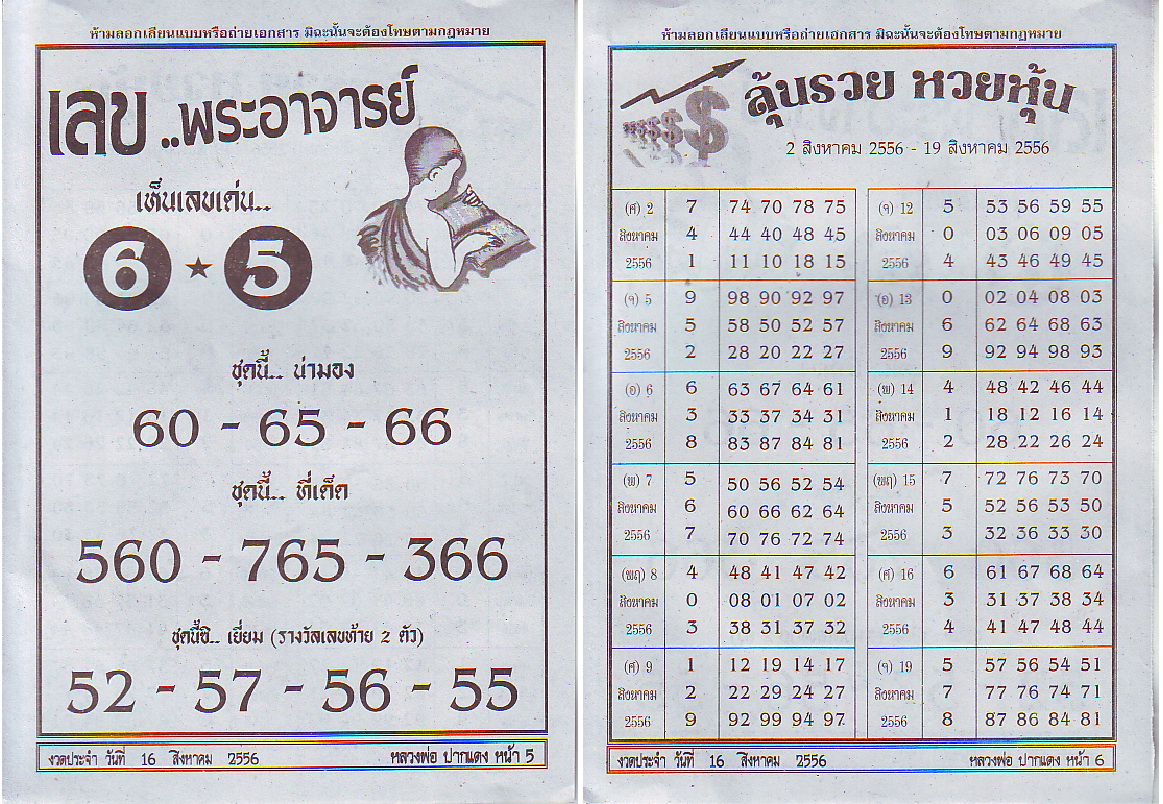 ห้ามลอกเลียนแบบหรือถ่ายเอกสาร มิฉะนั้นจะต้องโทษตามกฎหมาย
เลข ..พระอาจารย์
เห็นเลขเด่น..
6 ★ 5
ชุดนี้... น่ามอง
60 - 65 - 66
ชุดนี้... ที่เด็ด
560 - 765 - 366
ชุดนี้ซิ.. เยี่ยม (รางวัลเลขท้าย 2 ตัว)
52 - 57 - 56 - 55
งวดประจำ วันที่ 16 สิงหาคม 2556 หลวงพ่อ ปากแดง หน้า 5
ห้ามลอกเลียนแบบหรือถ่ายเอกสาร มิฉะนั้นจะต้องโทษตามกฎหมาย
ลุ้นรวย หวยหุ้น
2 สิงหาคม 2556 - 19 สิงหาคม 2556
(ศ) 2 7 74 70 78 75
สิงหาคม 4 44 40 48 45
2556 1 11 10 18 15
(จ) 5 9 98 90 92 97
สิงหาคม 5 58 50 52 57
2556 2 28 20 22 27
(อ) 6 6 63 67 64 61
สิงหาคม 3 33 37 34 31
2556 8 83 87 84 81
(พ) 7 5 50 56 52 54
สิงหาคม 6 60 66 62 64
2556 7 70 76 72 74
(พฤ) 8 4 48 41 47 42
สิงหาคม 0 08 01 07 02
2556 3 38 31 37 32
(ศ) 9 1 12 19 14 17
สิงหาคม 2 22 29 24 27
2556 9 92 99 94 97
(จ) 12 5 53 56 59 55
สิงหาคม 0 03 06 09 05
2556 4 43 46 49 45
(อ) 13 0 02 04 08 03
สิงหาคม 6 62 64 68 63
2556 9 92 94 98 93
(พ) 14 4 48 42 46 44
สิงหาคม 1 18 12 16 14
2556 2 28 22 26 24
(พฤ) 15 7 72 76 73 70
สิงหาคม 5 52 56 53 50
2556 3 32 36 33 30
(ศ) 16 6 61 67 68 64
สิงหาคม 3 31 37 38 34
2556 4 41 47 48 44
(จ) 19 5 57 56 54 51
สิงหาคม 7 77 76 74 71
2556 8 87 86 84 81
งวดประจำ วันที่ 16 สิงหาคม 2556 หลวงพ่อ ปากแดง หน้า 6